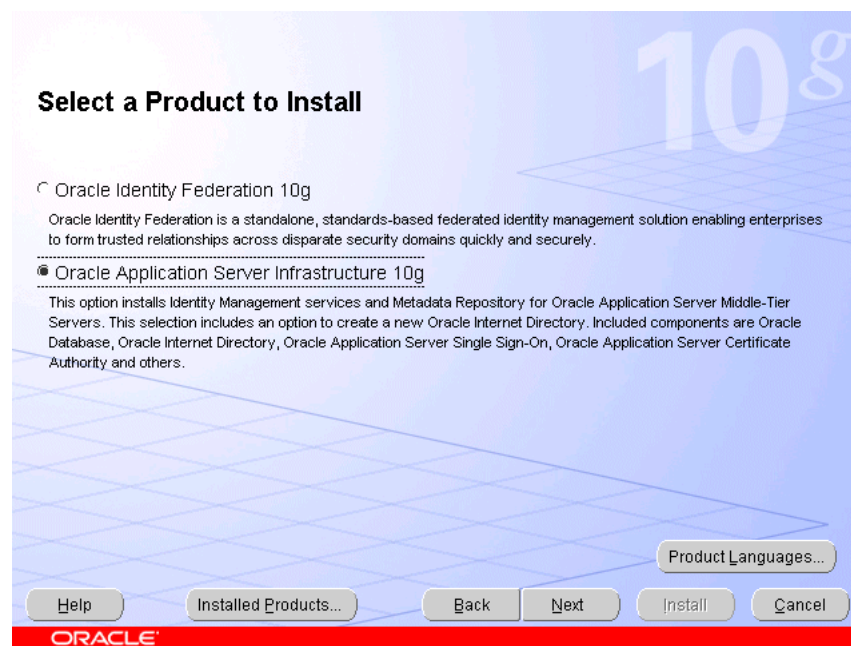 10g
Select a Product to Install
Oracle Identity Federation 10g
Oracle Identity Federation is a standalone, standards-based federated identity management solution enabling enterprises
to form trusted relationships across disparate security domains quickly and securely.
Oracle Application Server Infrastructure 10g
This option installs Identity Management services and Metadata Repository for Oracle Application Server Middle-Tier
Servers. This selection includes an option to create a new Oracle Internet Directory. Included components are Oracle
Database, Oracle Internet Directory, Oracle Application Server Single Sign-On, Oracle Application Server Certificate
Authority and others.
Product Languages...
Help Installed Products... Back Next Install Cancel
ORACLE